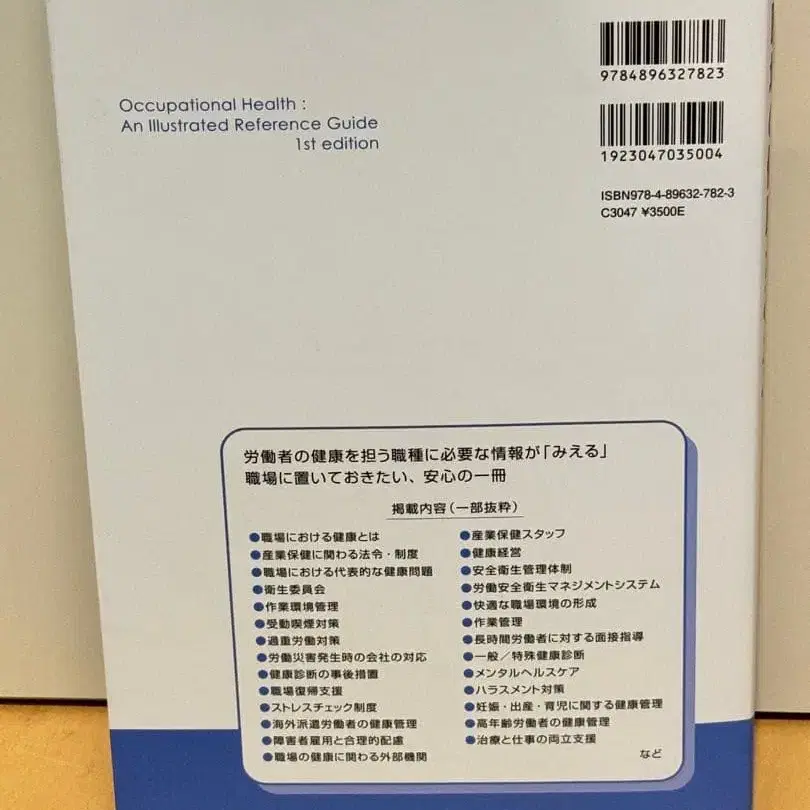 Occupational Health :
An Illustrated Reference Guide
1st edition
9784896327823
1923047035004
ISBN978-4-89632-782-3
C3047 ¥3500E
労働者の健康を担う職種に必要な情報が「みえる」
職場に置いておきたい、安心の一冊
掲載内容(一部抜粋)
●職場における健康とは
●産業保健に関わる法令・制度
●職場における代表的な健康問題
●衛生委員会
●作業環境管理
●受動喫煙対策
●過重労働対策
●労働災害発生時の会社の対応
●健康診断の事後措置
●職場復帰支援
●ストレスチェック制度
●海外派遣労働者の健康管理
●障害者雇用と合理的配慮
●職場の健康に関わる外部機関
●産業保健スタッフ
●健康経営
●安全衛生管理体制
●労働安全衛生マネジメントシステム
●快適な職場環境の形成
●作業管理
●長時間労働者に対する面接指導
●一般/特殊健康診断
●メンタルヘルスケア
●ハラスメント対策
●妊娠・出産・育児に関する健康管理
●高年齢労働者の健康管理
●治療と仕事の両立支援
など